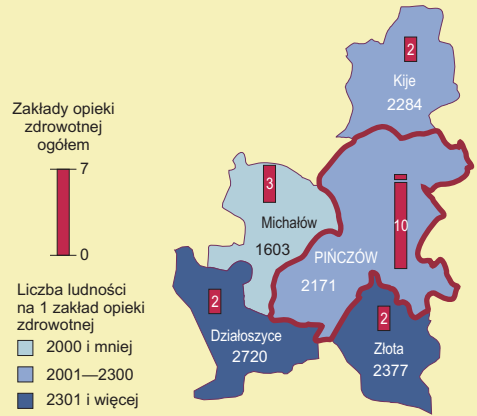 Zakłady opieki
zdrowotnej
ogółem
7
0
Liczba ludności
na 1 zakład opieki
zdrowotnej
2000 i mniej
2001—2300
2301 i więcej
2
Kije
2284
3
Michałów
1603
10
PIŃCZÓW
2171
2
Działoszyce
2720
2
Złota
2377